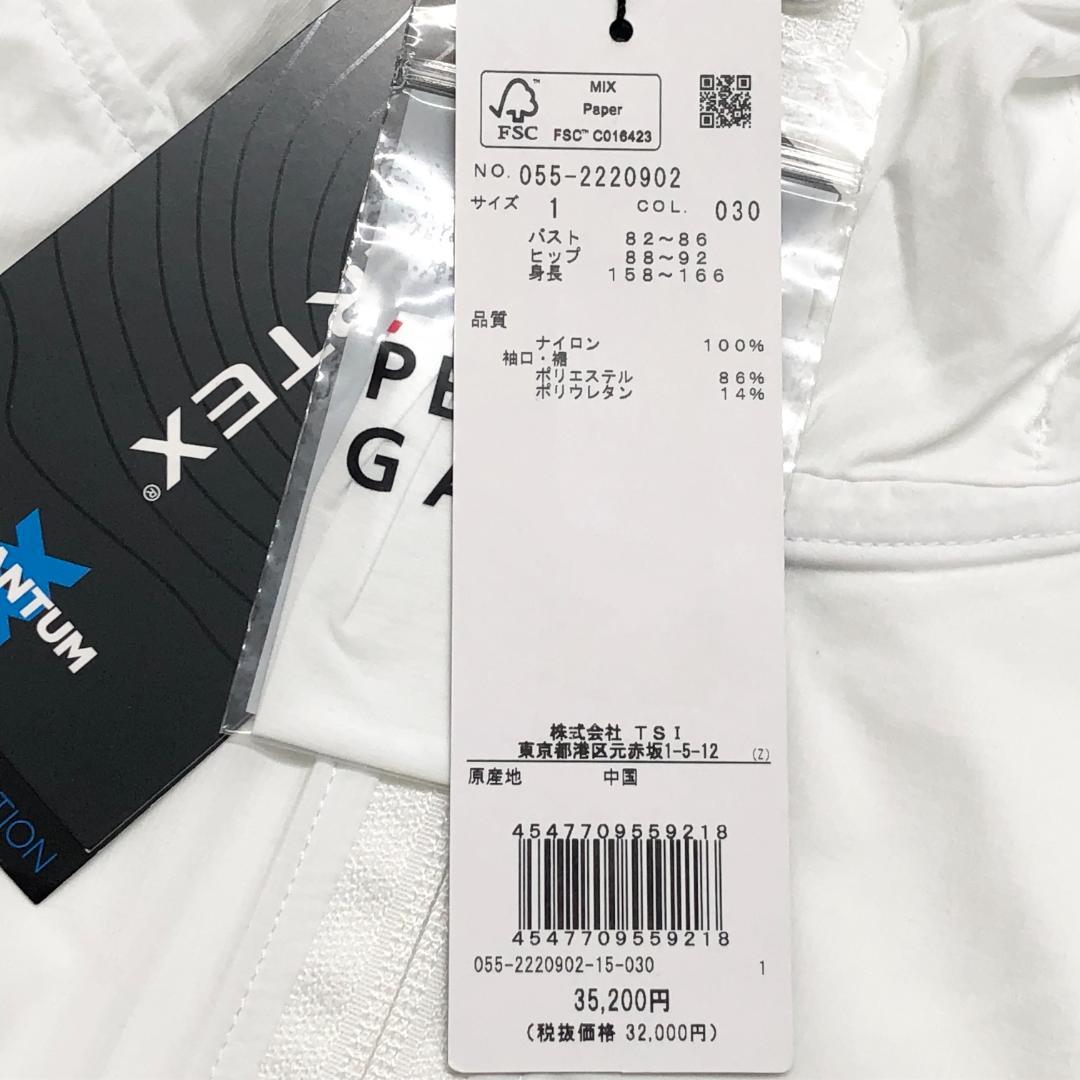 MIX
Paper
FSC
FSC™ C016423
NO. 055-2220902
サイズ 1 COL. 030
バスト 82～86
ヒップ 88～92
身長 158～166
品質
ナイロン 100%
袖口・裾
ポリエステル 86%
ポリウレタン 14%
株式会社 TSI
東京都港区元赤坂1-5-12 (Z)
原産地 中国
4547709559218
4547709559218
055-2220902-15-030 1
35,200円
(税抜価格 32,000円)
RTEX®
X
ANTUM
TION
PE
GA